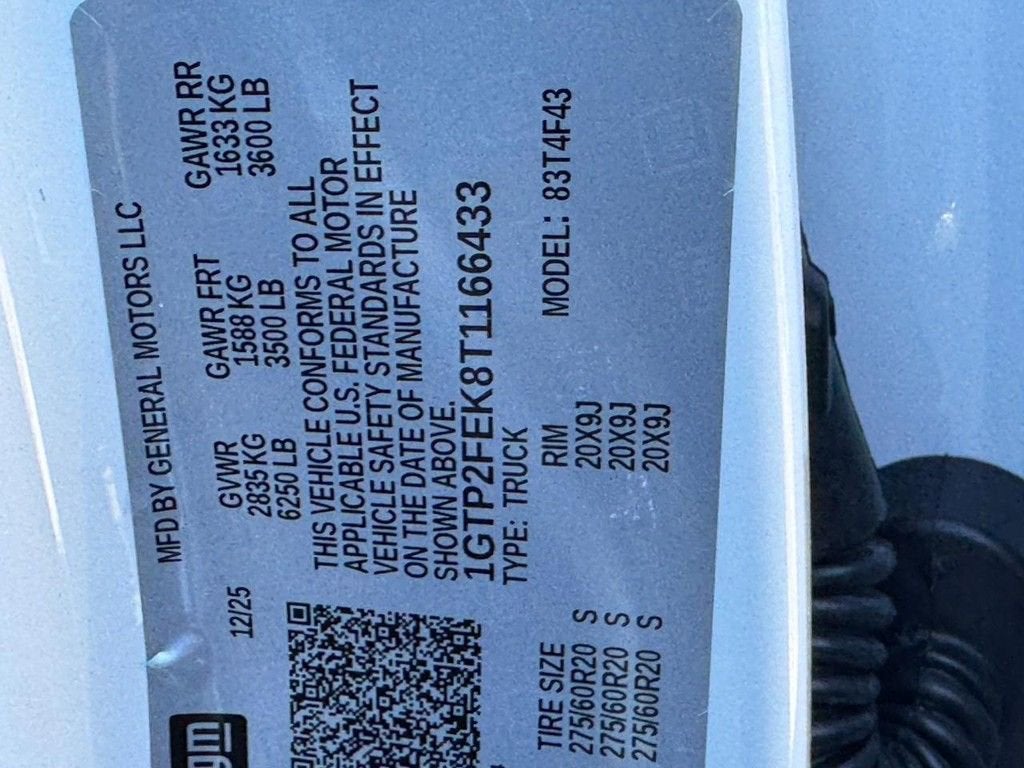 MFD BY GENERAL MOTORS LLC
12/25
GVWR GAWR FRT GAWR RR
2835 KG 1588 KG 1633 KG
6250 LB 3500 LB 3600 LB
THIS VEHICLE CONFORMS TO ALL
APPLICABLE U.S. FEDERAL MOTOR
VEHICLE SAFETY STANDARDS IN EFFECT
ON THE DATE OF MANUFACTURE
SHOWN ABOVE.
1GTP2FEK8T1166433
TYPE: TRUCK
MODEL: 83T4F43
TIRE SIZE RIM
275/60R20 S 20X9J
275/60R20 S 20X9J
275/60R20 S 20X9J
gm